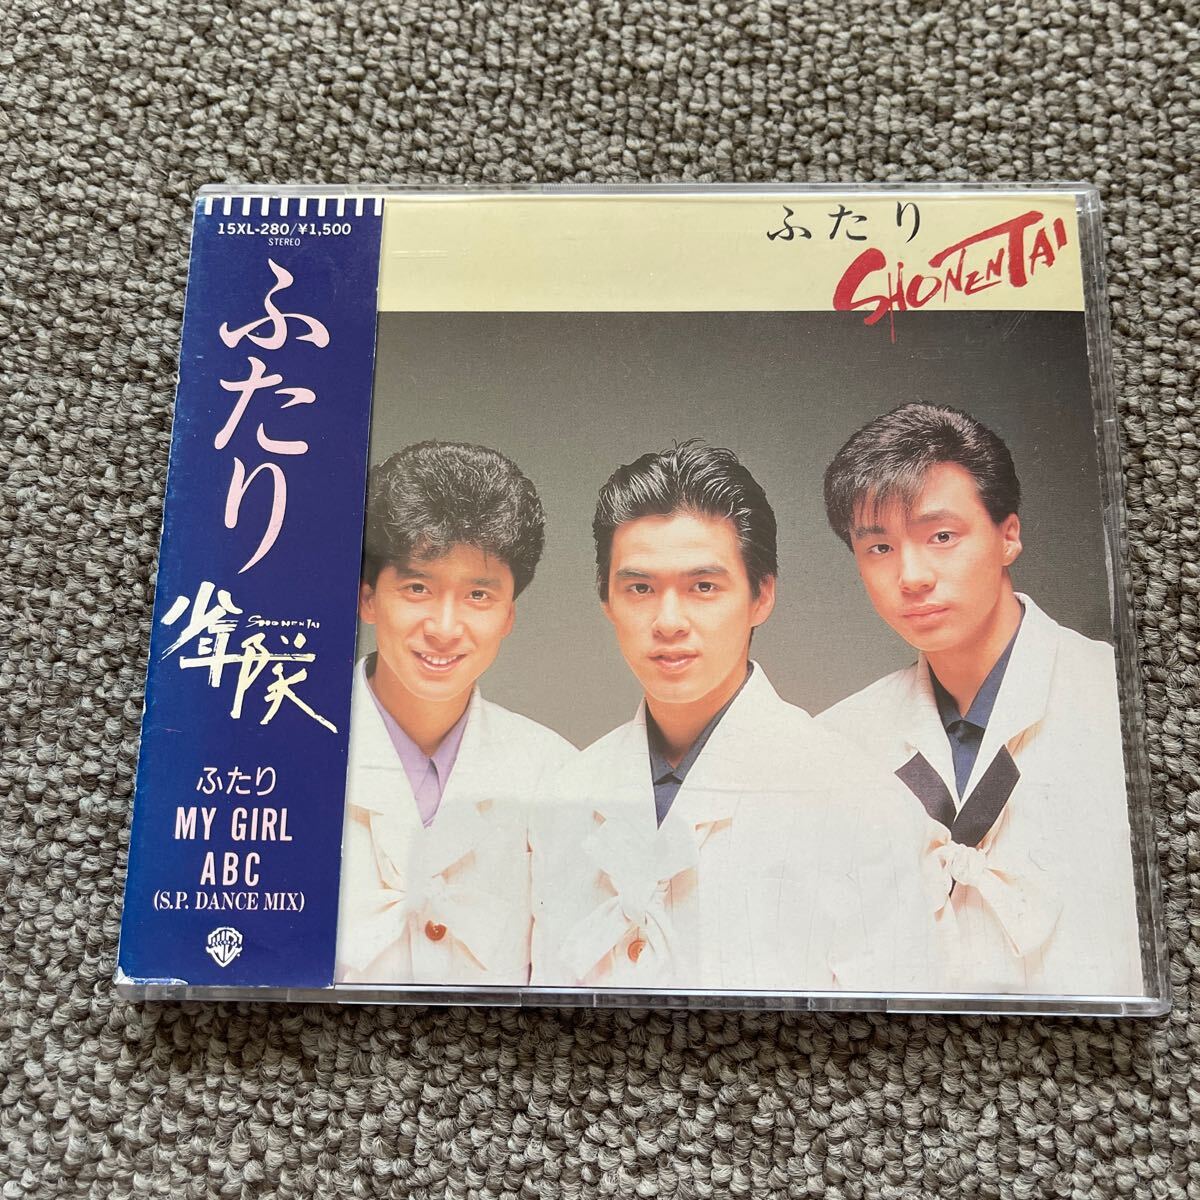 15XL-280/¥1,500
STEREO
ふたり
少年隊
SHONENTAI
ふたり
MY GIRL
ABC
(S.P. DANCE MIX)
ふたり
SHONENTAI